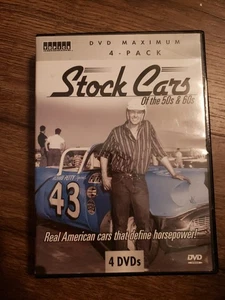 DVD MAXIMUM
4-PACK
Stock Cars
Of the 50s & 60s
43
Real American cars that define horsepower!
4 DVDs
DVD